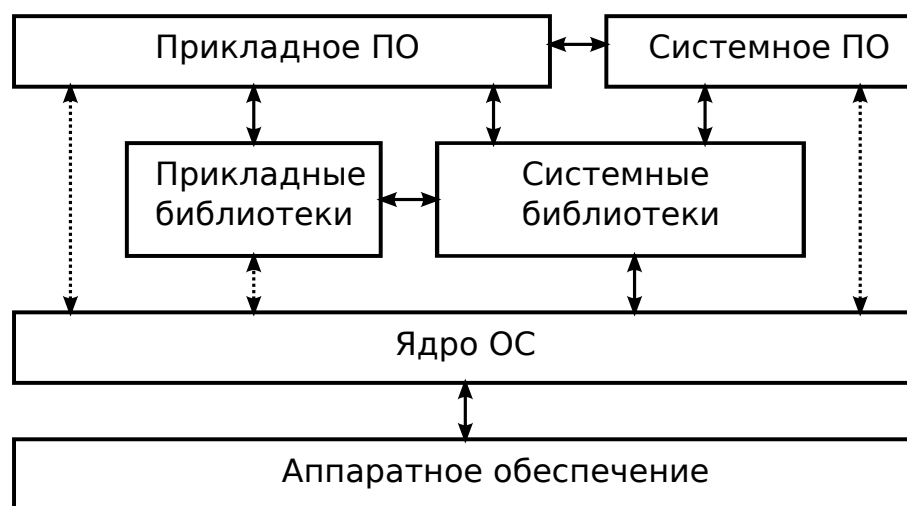 Прикладное ПО
Системное ПО
Прикладные
библиотеки
Системные
библиотеки
Ядро ОС
Аппаратное обеспечение